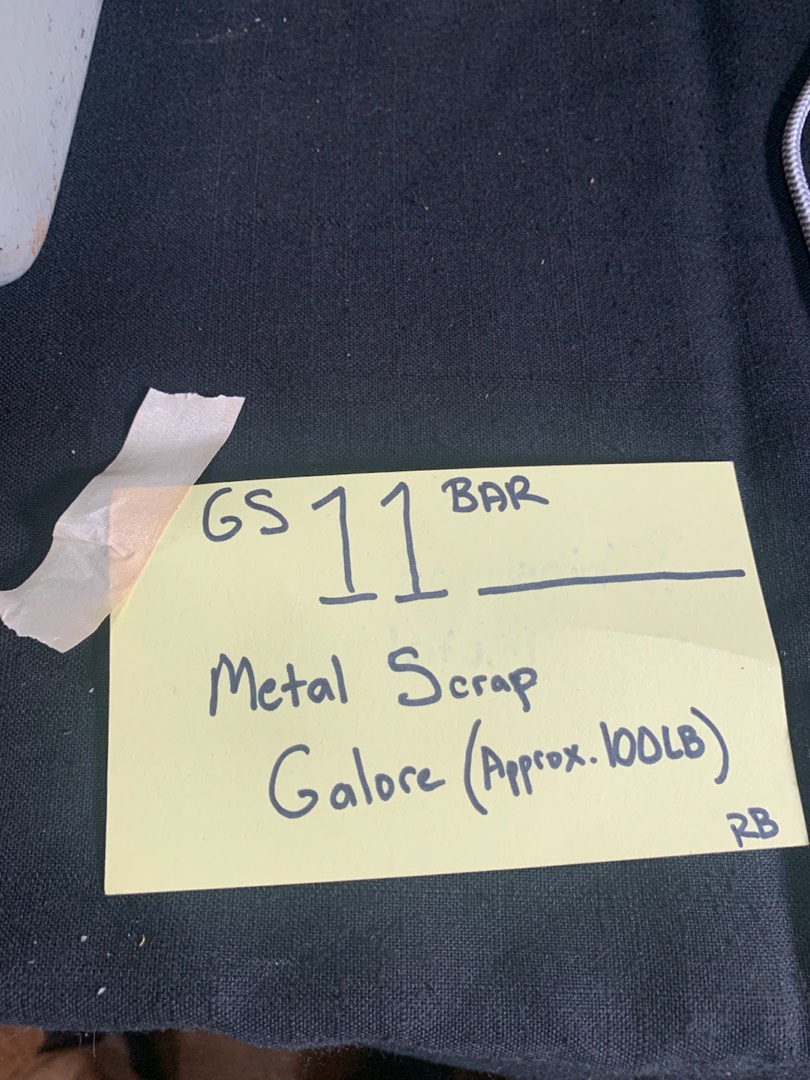 GS 11 BAR
Metal Scrap
Galore (Approx. 100LB)
RB